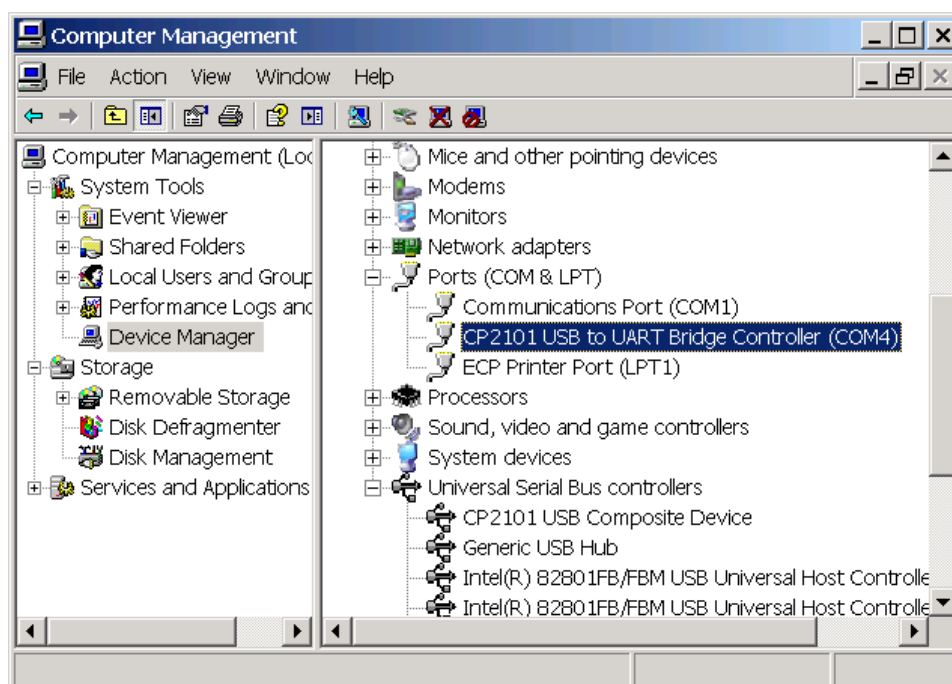 Computer Management
File Action View Window Help
Computer Management (Loc
System Tools
Event Viewer
Shared Folders
Local Users and Group
Performance Logs and
Device Manager
Storage
Removable Storage
Disk Defragmenter
Disk Management
Services and Applications
Mice and other pointing devices
Modems
Monitors
Network adapters
Ports (COM & LPT)
Communications Port (COM1)
CP2101 USB to UART Bridge Controller (COM4)
ECP Printer Port (LPT1)
Processors
Sound, video and game controllers
System devices
Universal Serial Bus controllers
CP2101 USB Composite Device
Generic USB Hub
Intel(R) 82801FB/FBM USB Universal Host Controlle
Intel(R) 82801FB/FBM USB Universal Host Controlle